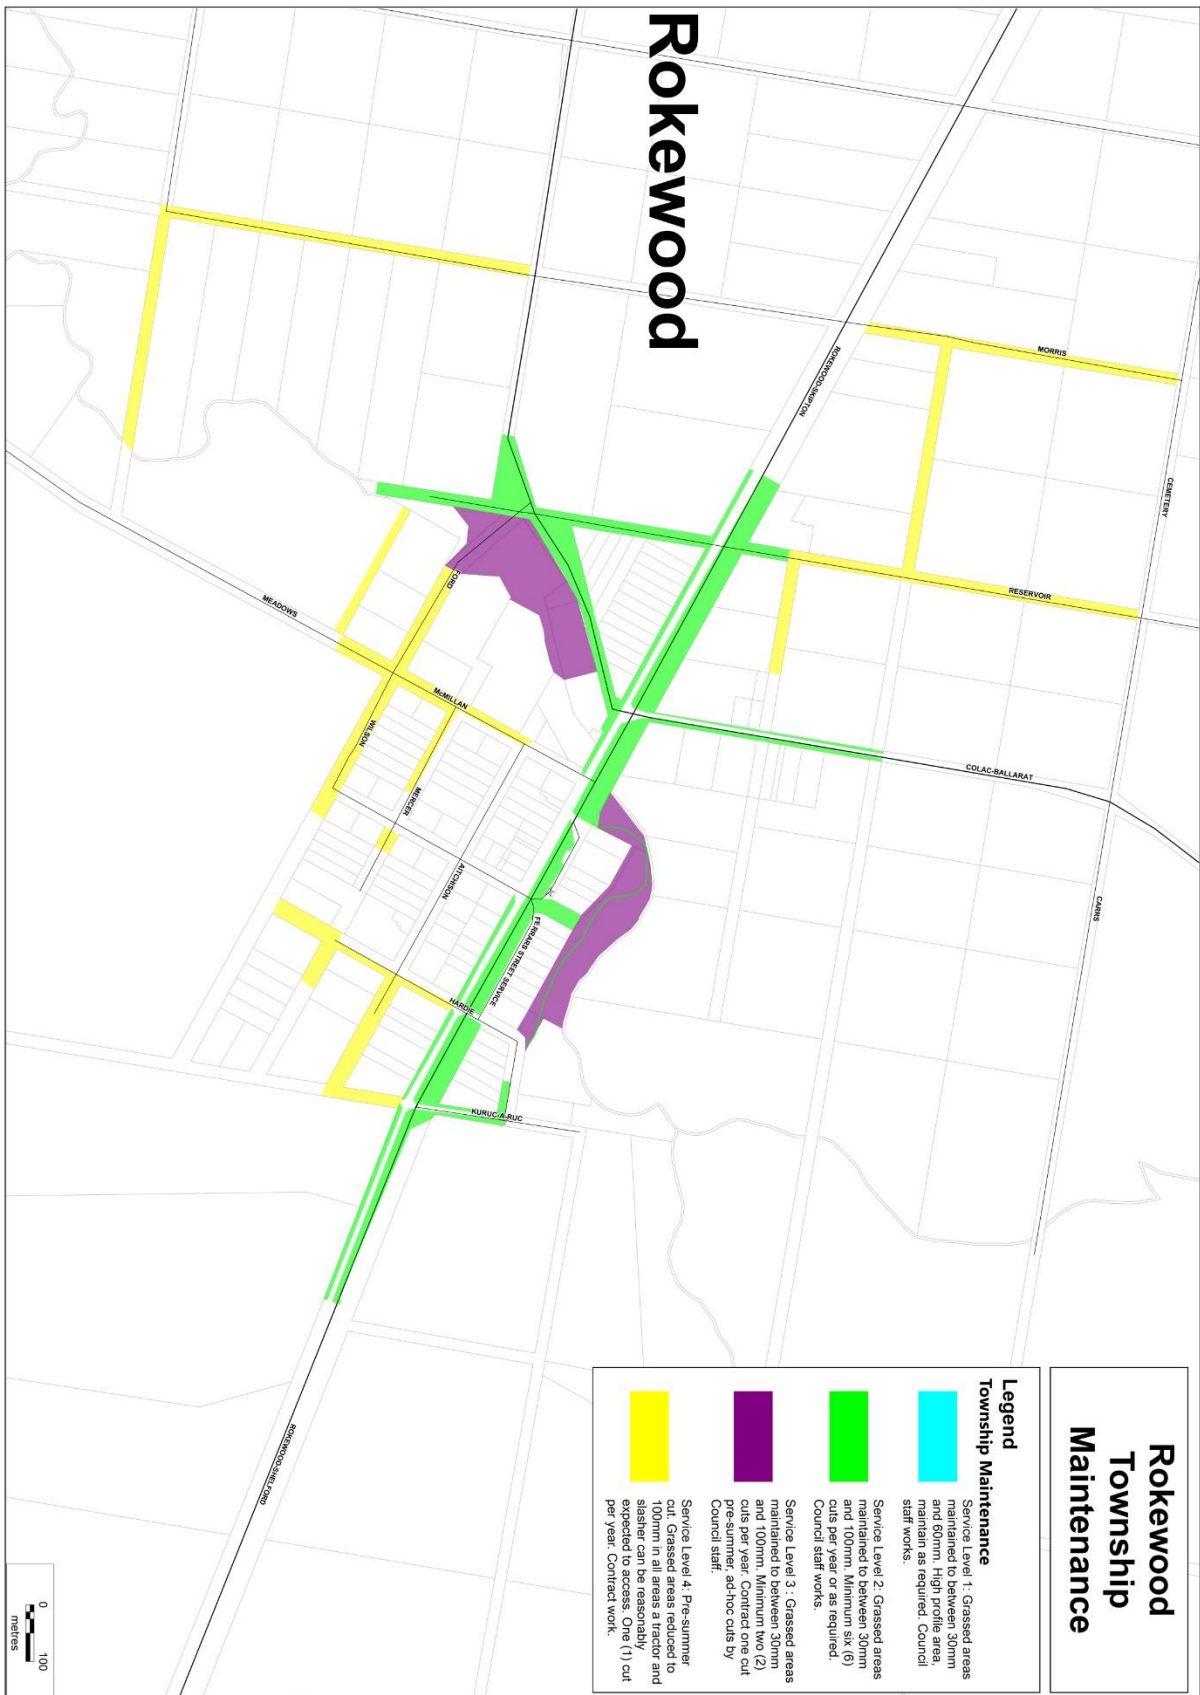 Rokewood
Township
Maintenance
Legend
Township Maintenance
Service Level 1: Grassed areas
maintained to between 30mm
and 60mm. High profile area,
maintain as required. Council
staff works.
Service Level 2: Grassed areas
maintained to between 30mm
and 100mm. Minimum six (6)
cuts per year or as required.
Council staff works.
Service Level 3 : Grassed areas
maintained to between 30mm
and 100mm. Minimum two (2)
cuts per year. Contract one cut
pre-summer, ad-hoc cuts by
Council staff.
Service Level 4: Pre-summer
cut. Grassed areas reduced to
100mm in all areas a tractor and
slasher can be reasonably
expected to access. One (1) cut
per year. Contract work.
Rokewood
MORRIS
CEMETERY
ROKEWOOD-SKIPTON
RESERVOIR
COLAC-BALLARAT
CARRS
FORD
MEADOWS
McMILLAN
WILSON
MERCER
AITCHISON
FERRARS STREET SERVICE
HARDIE
KURUC-A-RUC
ROKEWOOD-SHELFORD
0 100
metres